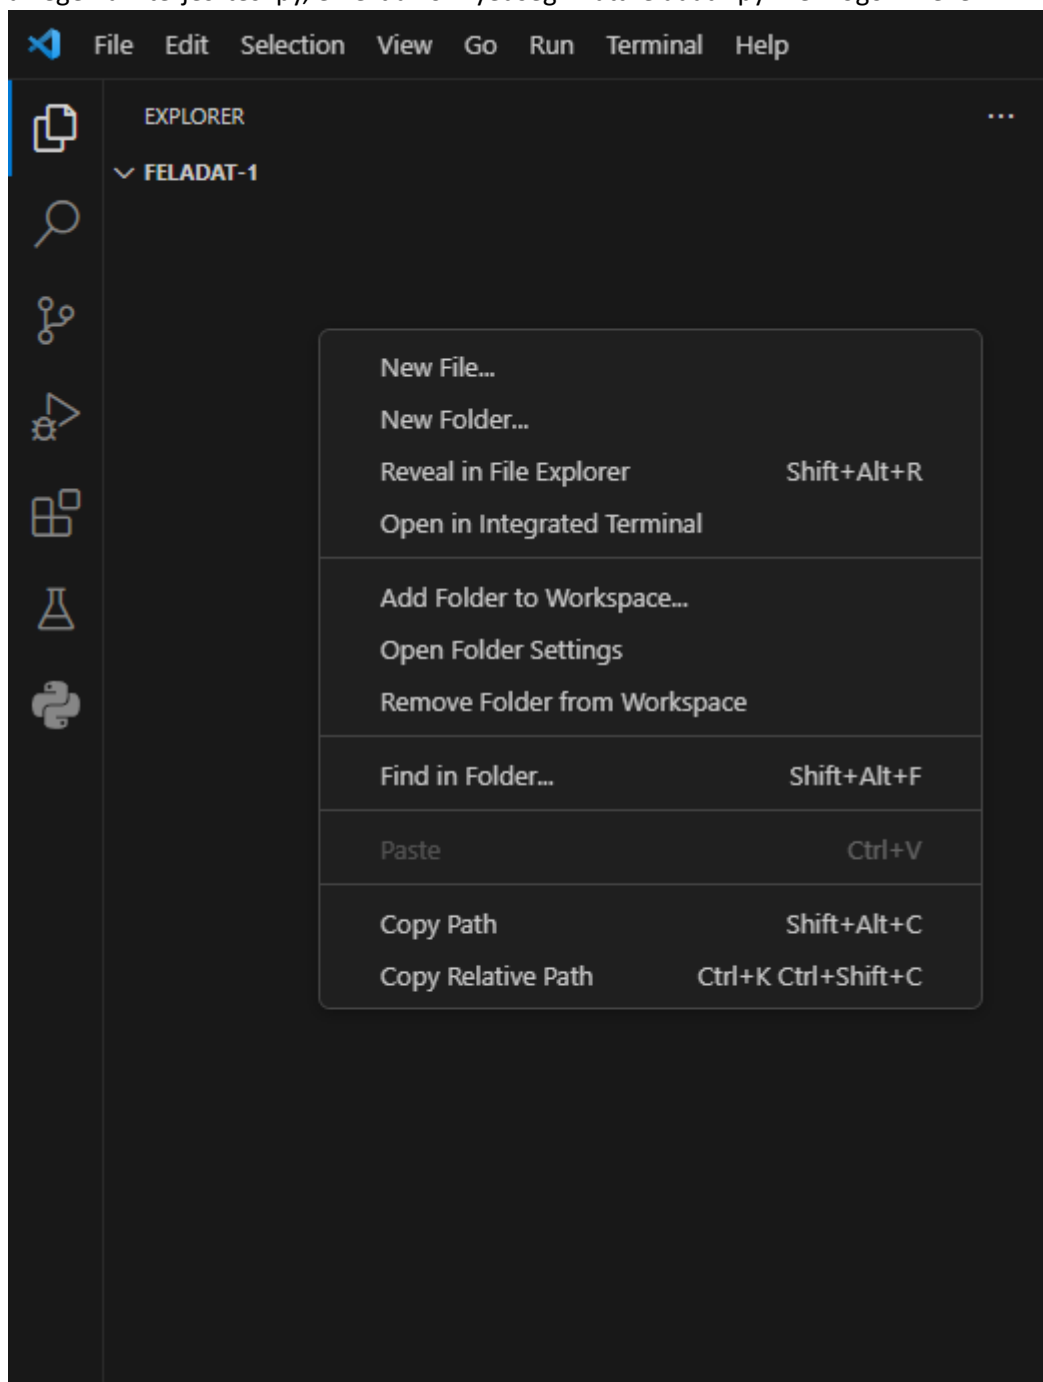 File Edit Selection View Go Run Terminal Help
EXPLORER
FELADAT-1
New File...
New Folder...
Reveal in File Explorer Shift+Alt+R
Open in Integrated Terminal
Add Folder to Workspace...
Open Folder Settings
Remove Folder from Workspace
Find in Folder... Shift+Alt+F
Paste Ctrl+V
Copy Path Shift+Alt+C
Copy Relative Path Ctrl+K Ctrl+Shift+C